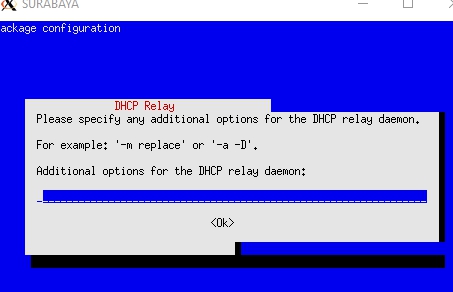 SURABAYA
ackage configuration
DHCP Relay
Please specify any additional options for the DHCP relay daemon.
For example: '-m replace' or '-a -D'.
Additional options for the DHCP relay daemon:
<Ok>